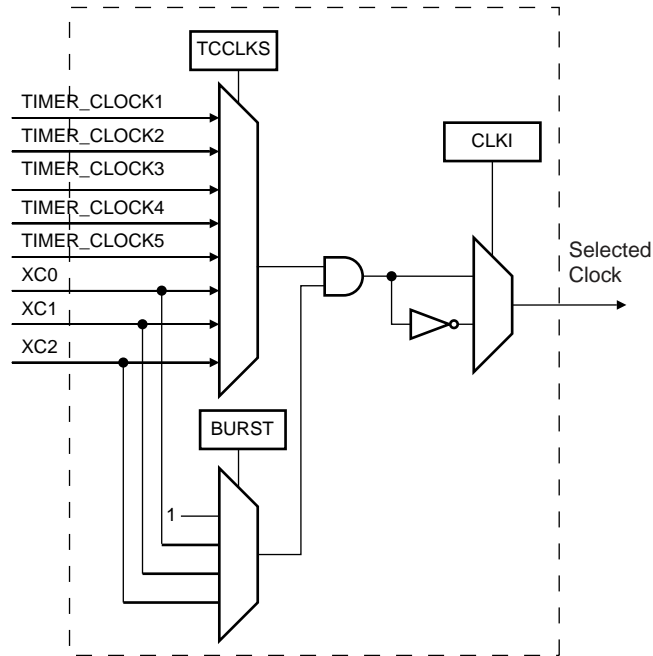 TCCLKS
TIMER_CLOCK1
TIMER_CLOCK2
TIMER_CLOCK3
TIMER_CLOCK4
TIMER_CLOCK5
XC0
XC1
XC2
CLKI
Selected
Clock
BURST
1